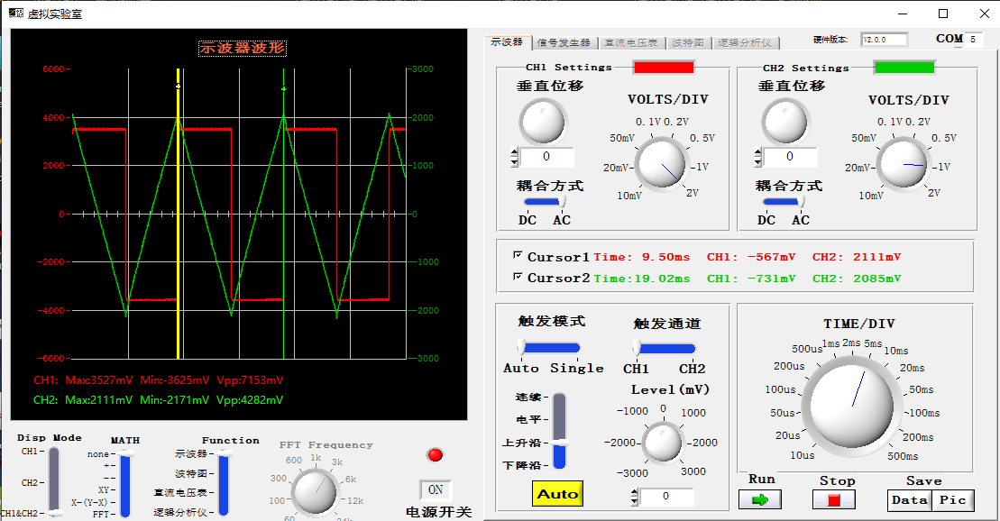 虚拟实验室
示波器波形
6000
4000
2000
0
-2000
-4000
-6000
3000
2000
1000
0
-1000
-2000
-3000
CH1: Max:3527mV Min:-3625mV Vpp:7153mV
CH2: Max:2111mV Min:-2171mV Vpp:4282mV
Disp Mode
CH1
CH2
CH1&CH2
MATH
none
+
-
XY
X-(Y-X)
FFT
Function
示波器
波特图
直流电压表
逻辑分析仪
FFT Frequency
600 1k 3k
300 6k
100 12k
60 24k
ON
电源开关
示波器 信号发生器 直流电压表 波特图 逻辑分析仪
硬件版本: V2.0.0 COM 5
CH1 Settings
垂直位移
0
耦合方式
DC AC
VOLTS/DIV
0.1V 0.2V
50mV 0.5V
20mV 1V
10mV 2V
CH2 Settings
垂直位移
0
耦合方式
DC AC
VOLTS/DIV
0.1V 0.2V
50mV 0.5V
20mV 1V
10mV 2V
Cursor1 Time: 9.50ms CH1: -567mV CH2: 2111mV
Cursor2 Time:19.02ms CH1: -731mV CH2: 2085mV
触发模式
Auto Single
触发通道
CH1 CH2
连续
电平
上升沿
下降沿
Auto
Level(mV)
-1000 0 1000
-2000 2000
-3000 3000
0
TIME/DIV
500us 1ms 2ms 5ms 10ms
200us 20ms
100us 50ms
50us 100ms
20us 200ms
10us 500ms
Run Stop Save
Data Pic